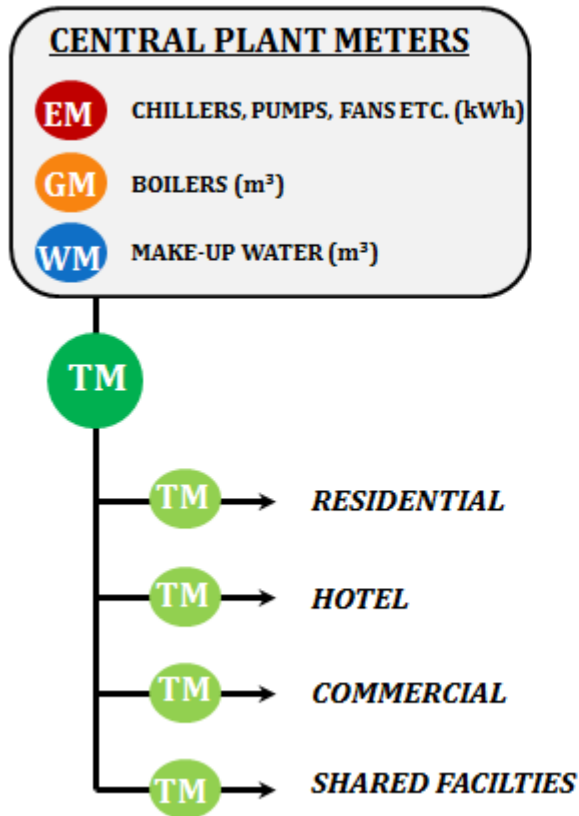 CENTRAL PLANT METERS
EM CHILLERS, PUMPS, FANS ETC. (kWh)
GM BOILERS (m³)
WM MAKE-UP WATER (m³)
TM
TM RESIDENTIAL
TM HOTEL
TM COMMERCIAL
TM SHARED FACILTIES